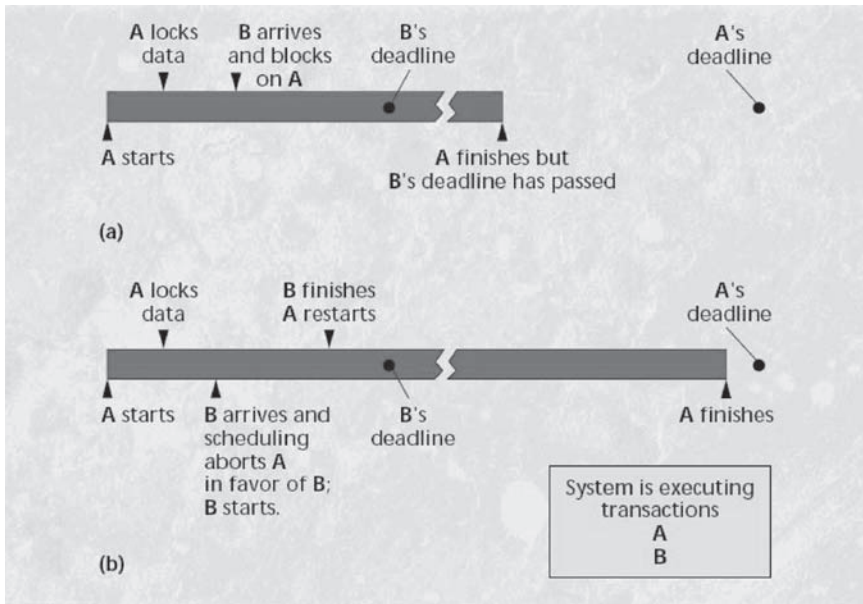 A locks
data
B arrives
and blocks
on A
B's
deadline
A's
deadline
A starts
A finishes but
B's deadline has passed
(a)
A locks
data
B finishes
A restarts
A's
deadline
A starts
B arrives and
scheduling
aborts A
in favor of B;
B starts.
B's
deadline
A finishes
System is executing
transactions
A
B
(b)